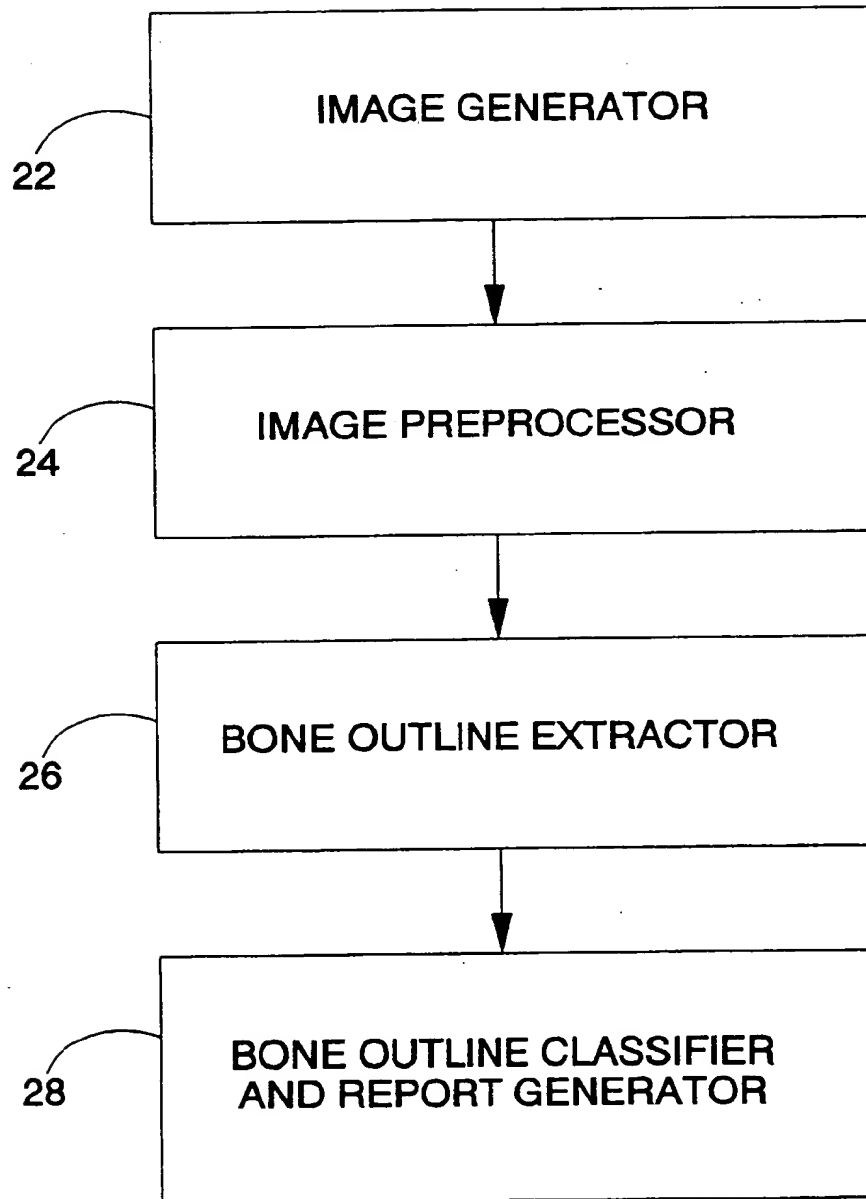 IMAGE GENERATOR
22
IMAGE PREPROCESSOR
24
BONE OUTLINE EXTRACTOR
26
BONE OUTLINE CLASSIFIER
AND REPORT GENERATOR
28